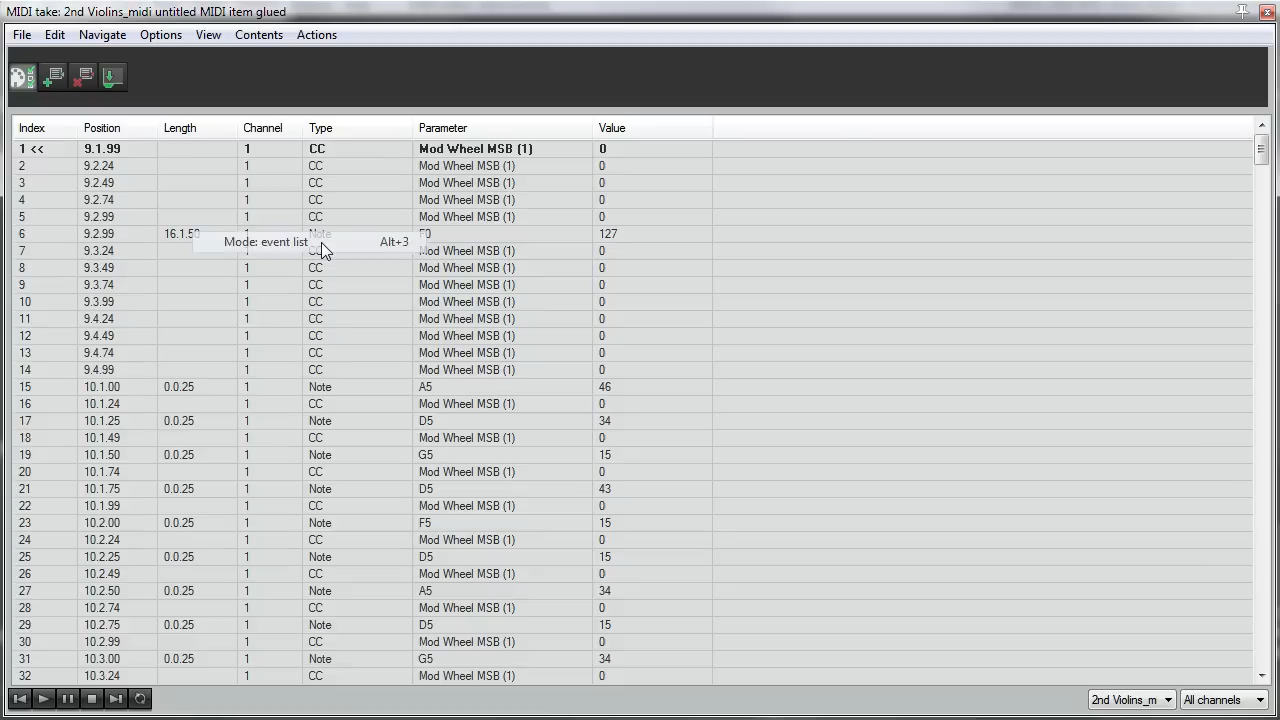 MIDI take: 2nd Violins_midi untitled MIDI item glued
File Edit Navigate Options View Contents Actions
Index Position Length Channel Type Parameter Value
1 << 9.1.99 1 CC Mod Wheel MSB (1) 0
2 9.2.24 1 CC Mod Wheel MSB (1) 0
3 9.2.49 1 CC Mod Wheel MSB (1) 0
4 9.2.74 1 CC Mod Wheel MSB (1) 0
5 9.2.99 1 CC Mod Wheel MSB (1) 0
6 9.2.99 16.1.50 1 Note F0 127
Mode: event list Alt+3
7 9.3.24 1 CC Mod Wheel MSB (1) 0
8 9.3.49 1 CC Mod Wheel MSB (1) 0
9 9.3.74 1 CC Mod Wheel MSB (1) 0
10 9.3.99 1 CC Mod Wheel MSB (1) 0
11 9.4.24 1 CC Mod Wheel MSB (1) 0
12 9.4.49 1 CC Mod Wheel MSB (1) 0
13 9.4.74 1 CC Mod Wheel MSB (1) 0
14 9.4.99 1 CC Mod Wheel MSB (1) 0
15 10.1.00 0.0.25 1 Note A5 46
16 10.1.24 1 CC Mod Wheel MSB (1) 0
17 10.1.25 0.0.25 1 Note D5 34
18 10.1.49 1 CC Mod Wheel MSB (1) 0
19 10.1.50 0.0.25 1 Note G5 15
20 10.1.74 1 CC Mod Wheel MSB (1) 0
21 10.1.75 0.0.25 1 Note D5 43
22 10.1.99 1 CC Mod Wheel MSB (1) 0
23 10.2.00 0.0.25 1 Note F5 15
24 10.2.24 1 CC Mod Wheel MSB (1) 0
25 10.2.25 0.0.25 1 Note D5 15
26 10.2.49 1 CC Mod Wheel MSB (1) 0
27 10.2.50 0.0.25 1 Note A5 34
28 10.2.74 1 CC Mod Wheel MSB (1) 0
29 10.2.75 0.0.25 1 Note D5 15
30 10.2.99 1 CC Mod Wheel MSB (1) 0
31 10.3.00 0.0.25 1 Note G5 34
32 10.3.24 1 CC Mod Wheel MSB (1) 0
2nd Violins_m All channels